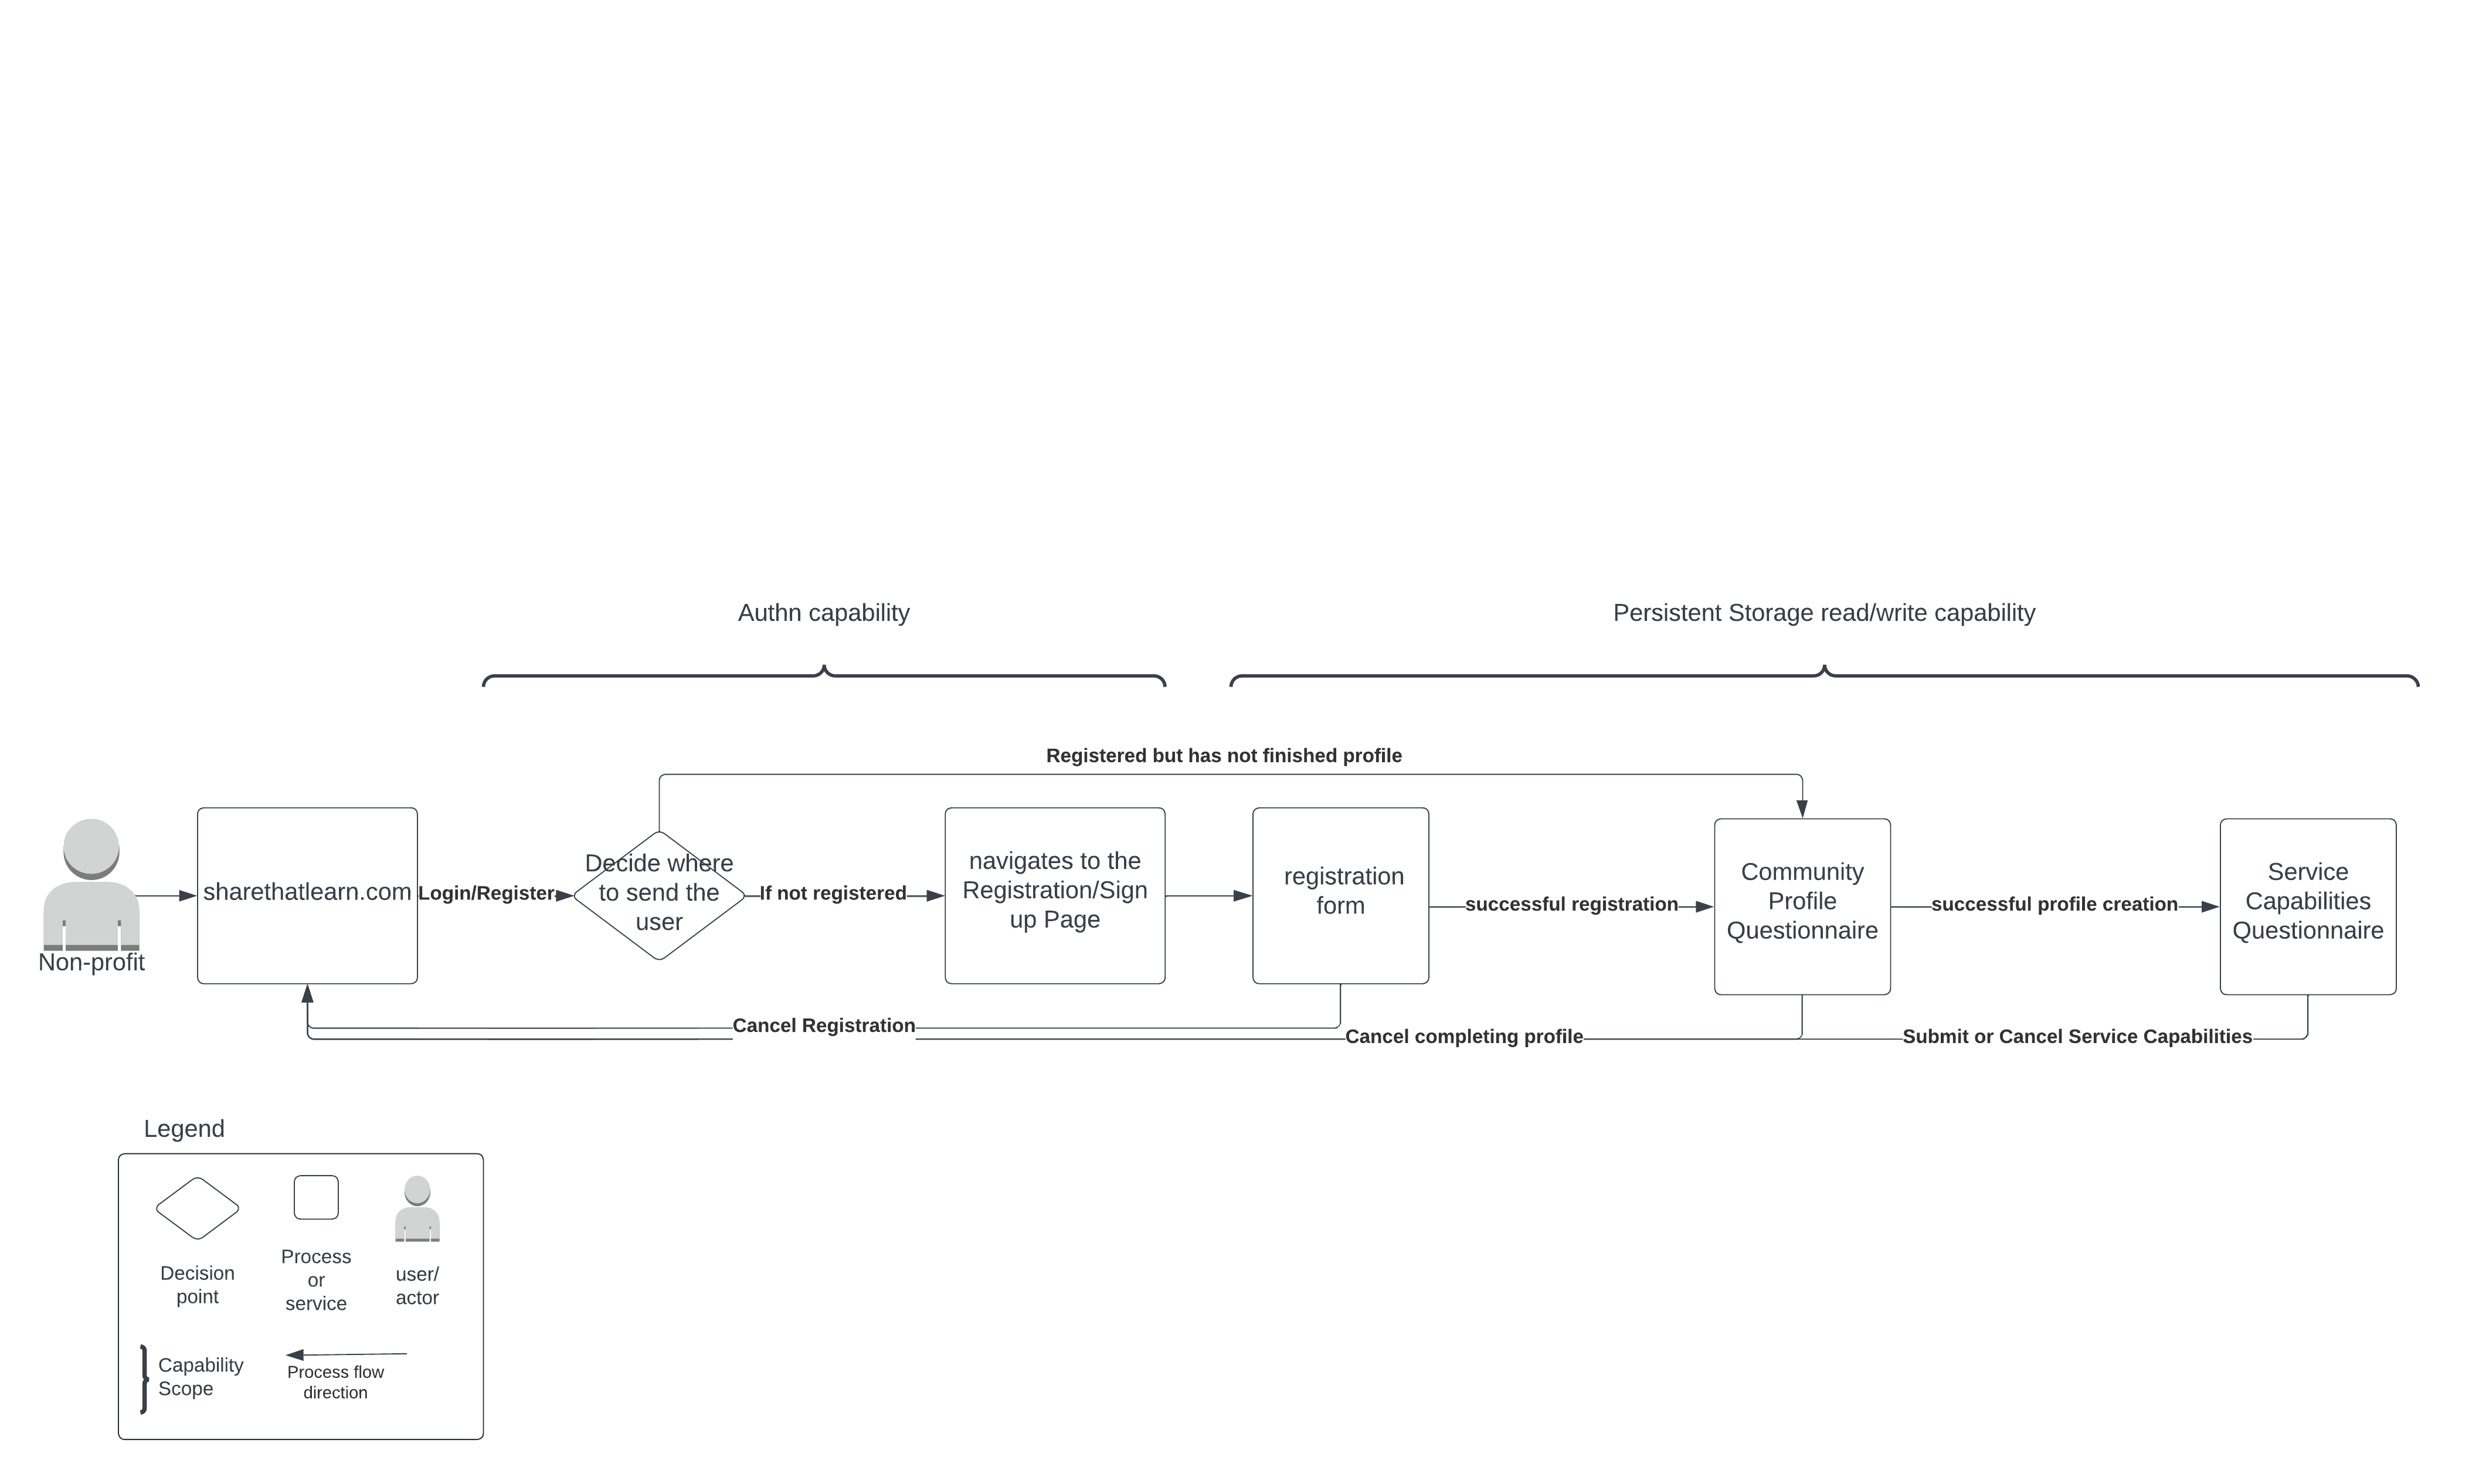 Authn capability
Persistent Storage read/write capability
Registered but has not finished profile
Non-profit
sharethatlearn.com
Login/Register
Decide where
to send the
user
If not registered
navigates to the
Registration/Sign
up Page
registration
form
successful registration
Community
Profile
Questionnaire
successful profile creation
Service
Capabilities
Questionnaire
Cancel Registration
Cancel completing profile
Submit or Cancel Service Capabilities
Legend
Decision
point
Process
or
service
user/
actor
Capability
Scope
Process flow
direction